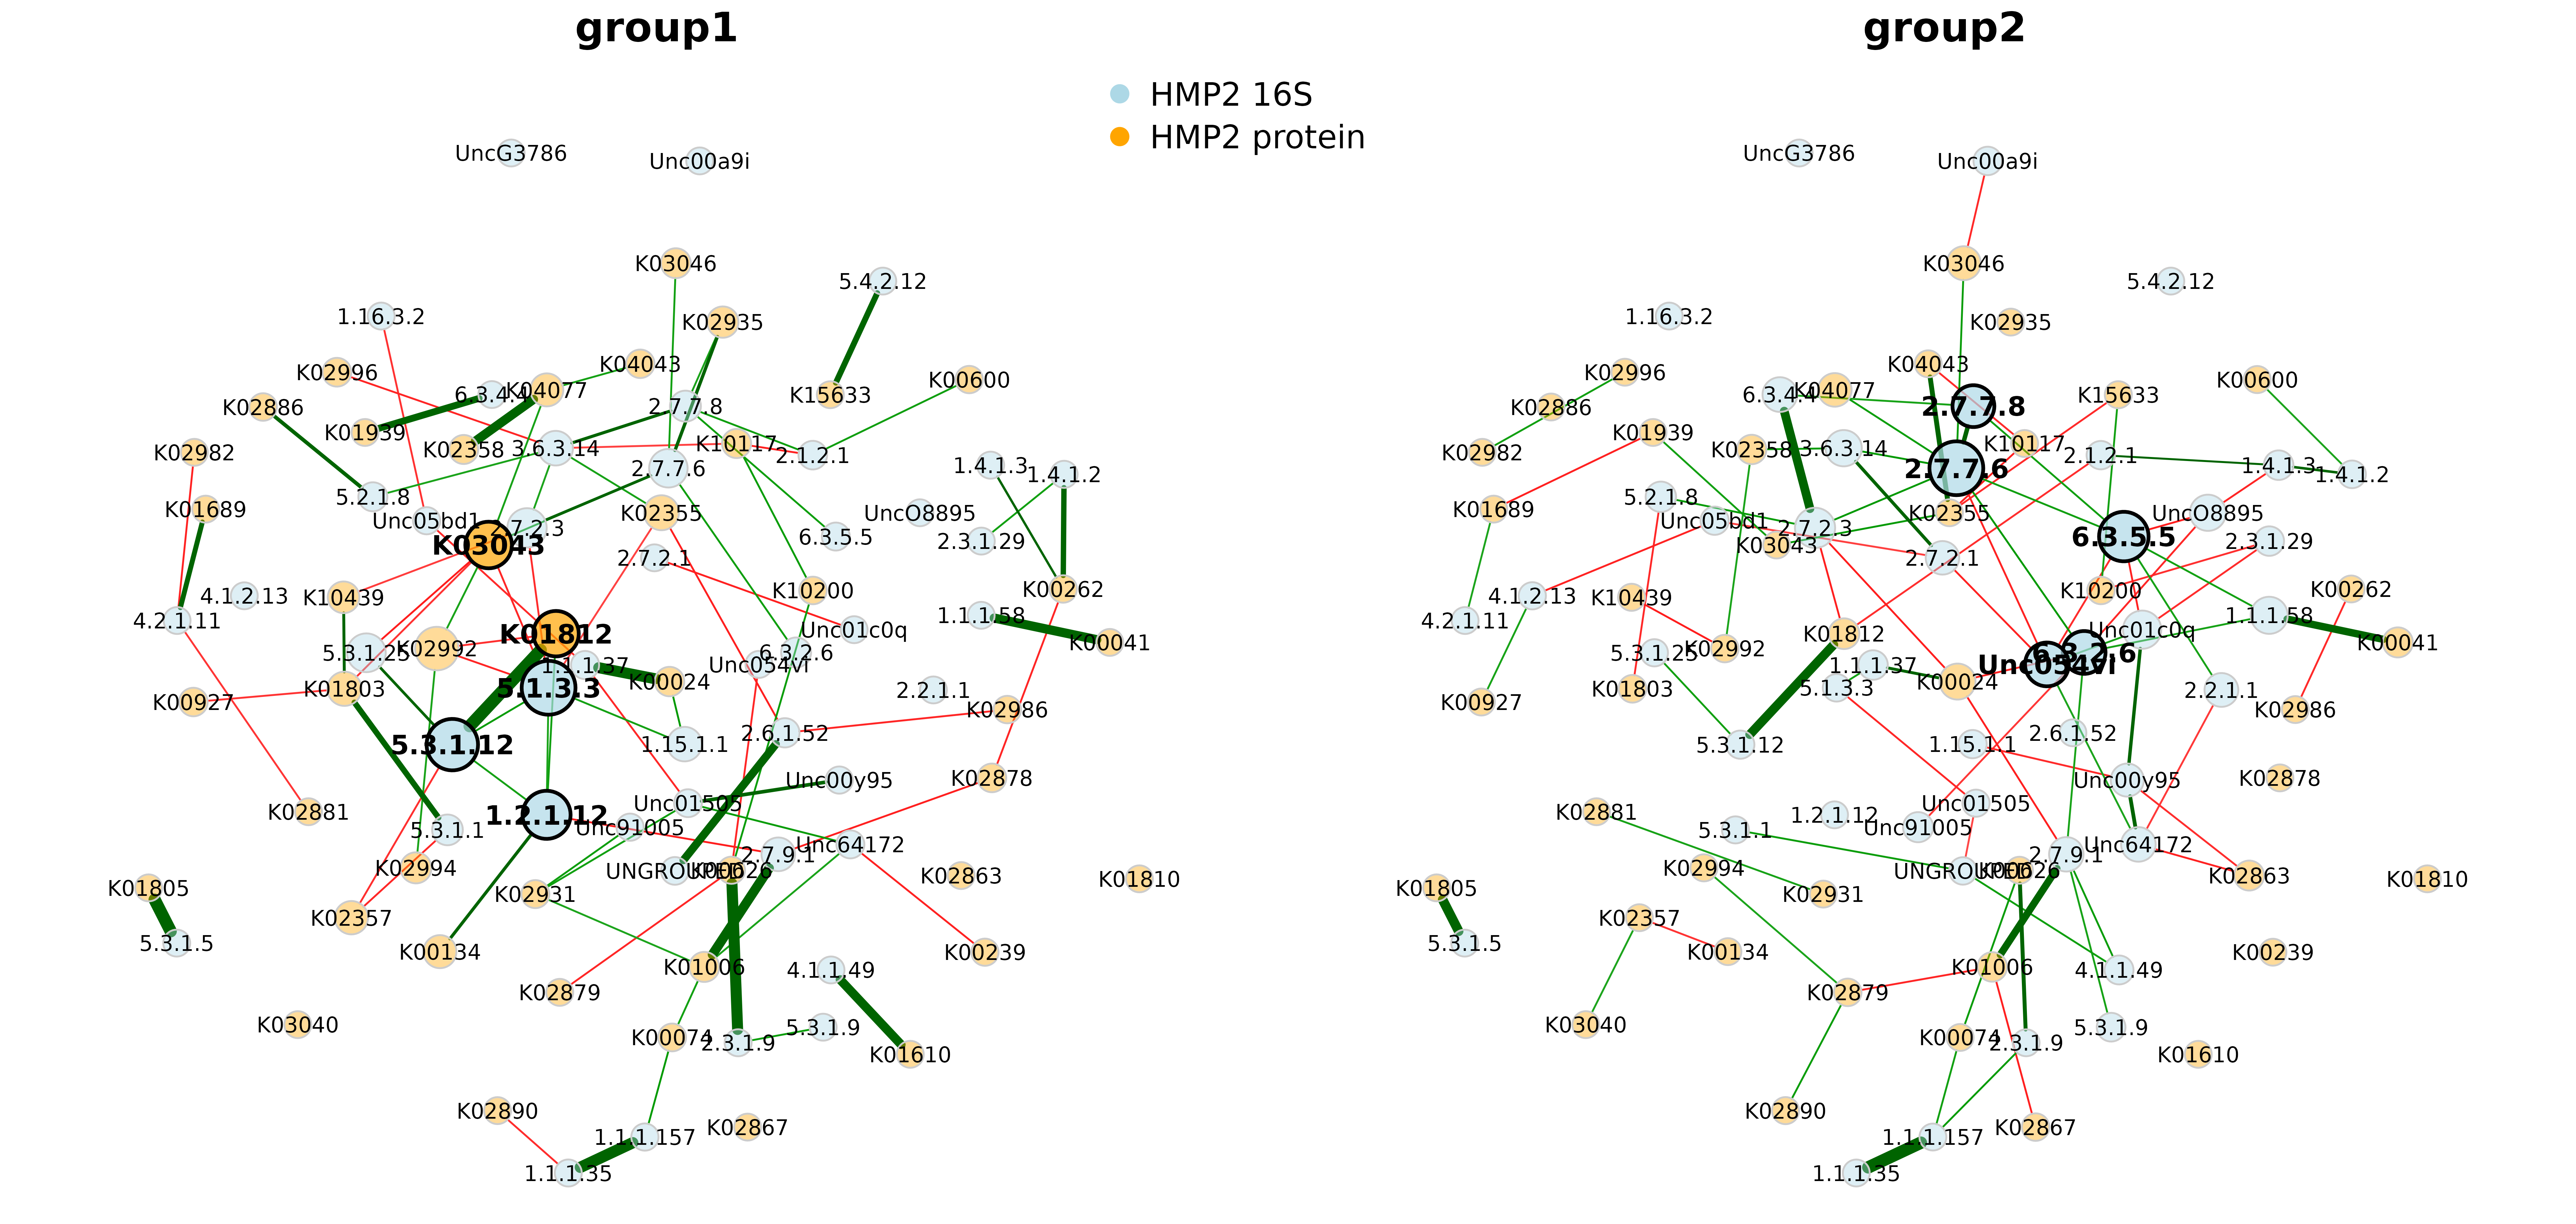 group1
group2
HMP2 16S
HMP2 protein
UncG3786
Unc00a9i
K03046
5.4.2.12
1.16.3.2
K02935
K04043
K02996
K00600
6.3.4.4
K04077
K15633
K02886
2.7.7.8
K01939
K02358
3.6.3.14
K10117
2.1.2.1
K02982
1.4.1.3
1.4.1.2
2.7.7.6
5.2.1.8
K01689
Unc05bd1
2.7.2.3
K02355
UncO8895
6.3.5.5
2.3.1.29
K03043
2.7.2.1
4.1.2.13
K10439
K10200
K00262
4.2.1.11
1.1.1.58
K00041
Unc01c0q
K01812
5.3.1.25
K02992
6.3.2.6
1.1.1.37
Unc054vi
K00024
5.1.3.3
K01803
2.2.1.1
K00927
K02986
5.3.1.12
1.15.1.1
2.6.1.52
Unc00y95
K02878
K02881
Unc01505
1.2.1.12
Unc91005
5.3.1.1
Unc64172
2.7.9.1
K02994
UNGROUPED
K00626
K02863
K01810
K01805
K02931
K02357
5.3.1.5
K00134
K00239
K01006
4.1.1.49
K02879
K03040
5.3.1.9
K00074
2.3.1.9
K01610
K02890
K02867
1.1.1.157
1.1.1.35
UncG3786
Unc00a9i
K03046
5.4.2.12
1.16.3.2
K02935
K04043
K02996
K00600
6.3.4.4
K04077
K15633
K02886
2.7.7.8
K01939
K02358
3.6.3.14
K10117
2.1.2.1
K02982
1.4.1.3
1.4.1.2
2.7.7.6
5.2.1.8
K01689
Unc05bd1
2.7.2.3
K02355
UncO8895
6.3.5.5
2.3.1.29
K03043
2.7.2.1
4.1.2.13
K10439
K10200
K00262
4.2.1.11
1.1.1.58
K00041
Unc01c0q
K01812
5.3.1.25
K02992
6.3.2.6
1.1.1.37
Unc054vi
K00024
5.1.3.3
K01803
2.2.1.1
K00927
K02986
5.3.1.12
1.15.1.1
2.6.1.52
Unc00y95
K02878
K02881
Unc01505
1.2.1.12
Unc91005
5.3.1.1
Unc64172
2.7.9.1
K02994
UNGROUPED
K00626
K02863
K01810
K01805
K02931
K02357
5.3.1.5
K00134
K00239
K01006
4.1.1.49
K02879
K03040
5.3.1.9
K00074
2.3.1.9
K01610
K02890
K02867
1.1.1.157
1.1.1.35